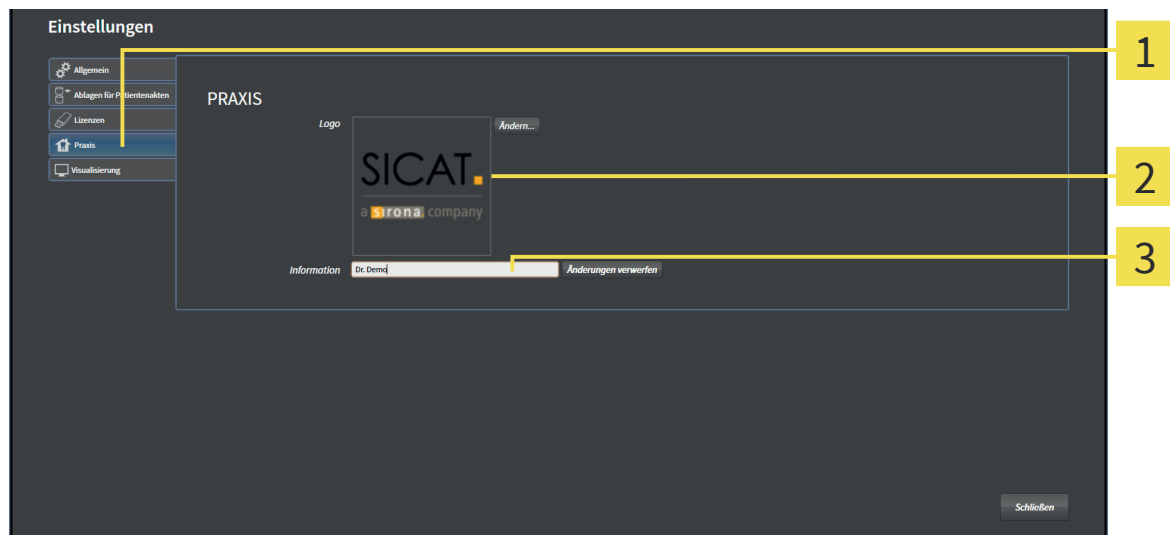 Einstellungen
1
Allgemein
Ablagen für Patientenakten
Lizenzen
Praxis
Visualisierung
PRAXIS
Logo
Ändern...
SICAT.
a sirona. company
2
Information
Dr. Demo
Änderungen verwerfen
3
Schließen